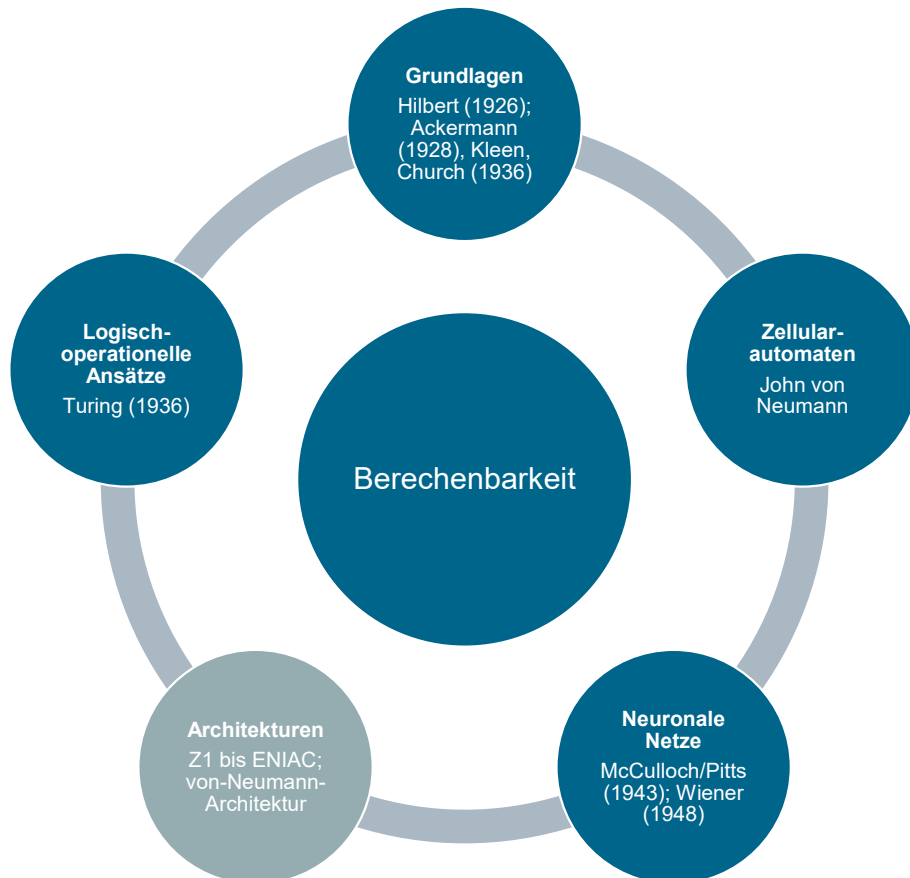 Grundlagen
Hilbert (1926);
Ackermann
(1928), Kleen,
Church (1936)
Zellular-
automaten
John von
Neumann
Neuronale
Netze
McCulloch/Pitts
(1943); Wiener
(1948)
Architekturen
Z1 bis ENIAC;
von-Neumann-
Architektur
Logisch-
operationelle
Ansätze
Turing (1936)
Berechenbarkeit